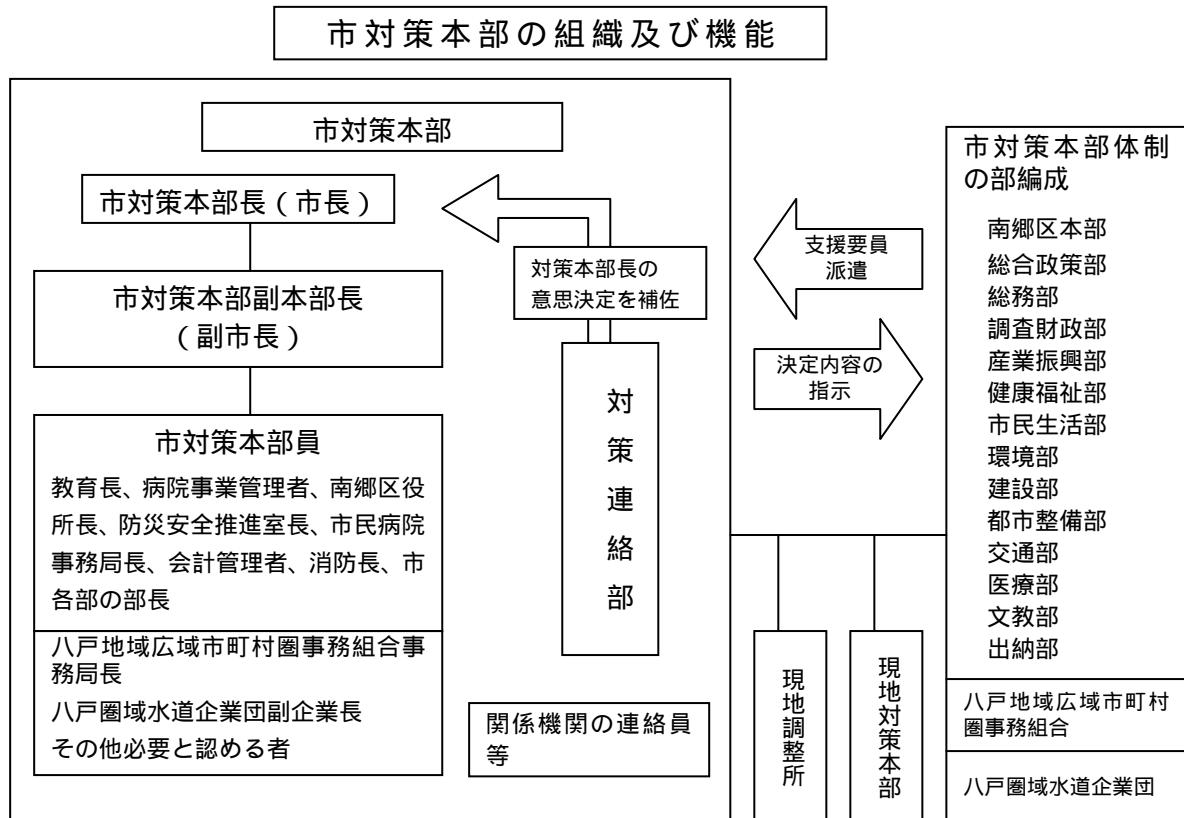 市対策本部の組織及び機能
市対策本部
市対策本部長（市長）
市対策本部副本部長
（副市長）
市対策本部員
教育長、病院事業管理者、南郷区役
所長、防災安全推進室長、市民病院
事務局長、会計管理者、消防長、市
各部の部長
八戸地域広域市町村圏事務組合事
務局長
八戸圏域水道企業団副企業長
その他必要と認める者
対策本部長の
意思決定を補佐
対策連絡部
関係機関の連絡員
等
支援要員
派遣
決定内容の
指示
現地調整所
現地対策本部
市対策本部体制
の部編成
南郷区本部
総合政策部
総務部
調査財政部
産業振興部
健康福祉部
市民生活部
環境部
建設部
都市整備部
交通部
医療部
文教部
出納部
八戸地域広域市町村
圏事務組合
八戸圏域水道企業団